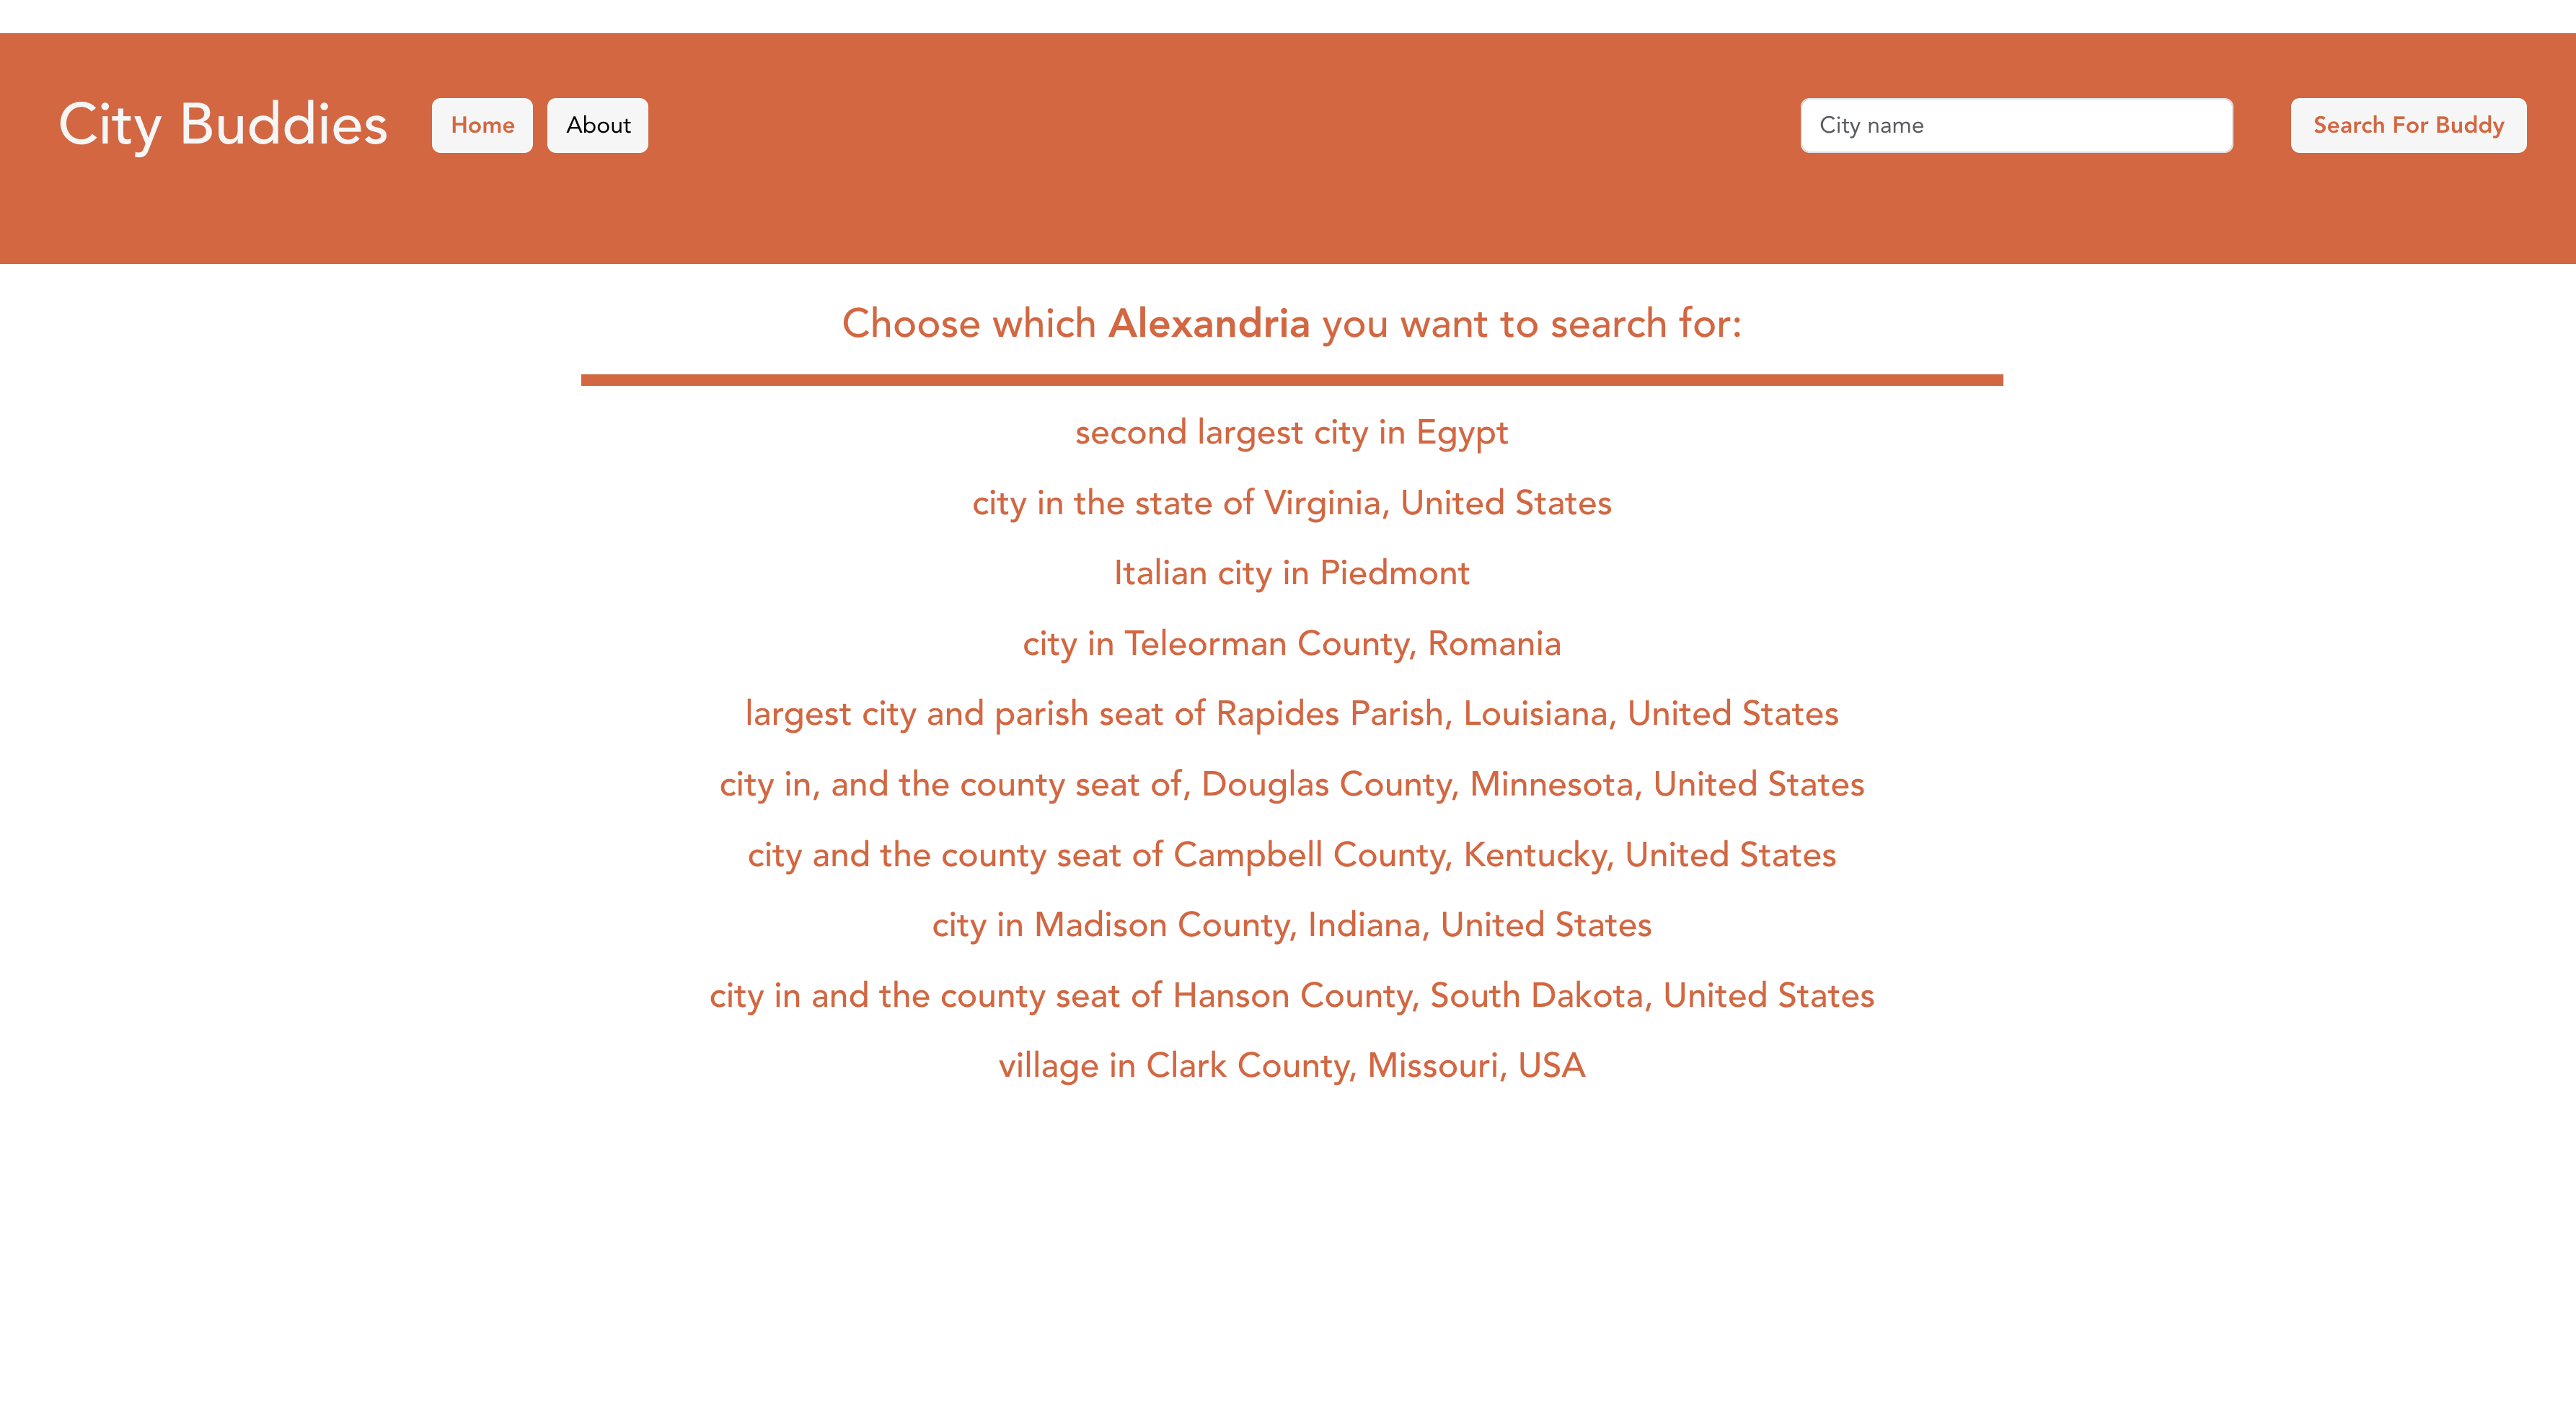 City Buddies
Home
About
City name
Search For Buddy
Choose which Alexandria you want to search for:
second largest city in Egypt
city in the state of Virginia, United States
Italian city in Piedmont
city in Teleorman County, Romania
largest city and parish seat of Rapides Parish, Louisiana, United States
city in, and the county seat of, Douglas County, Minnesota, United States
city and the county seat of Campbell County, Kentucky, United States
city in Madison County, Indiana, United States
city in and the county seat of Hanson County, South Dakota, United States
village in Clark County, Missouri, USA